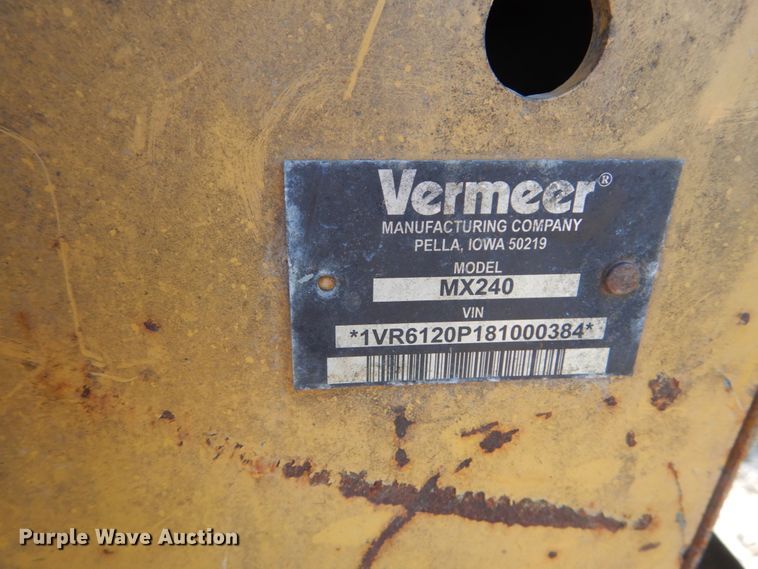 Vermeer®
MANUFACTURING COMPANY
PELLA, IOWA 50219
MODEL
MX240
VIN
*1VR6120P181000384*
Purple Wave Auction